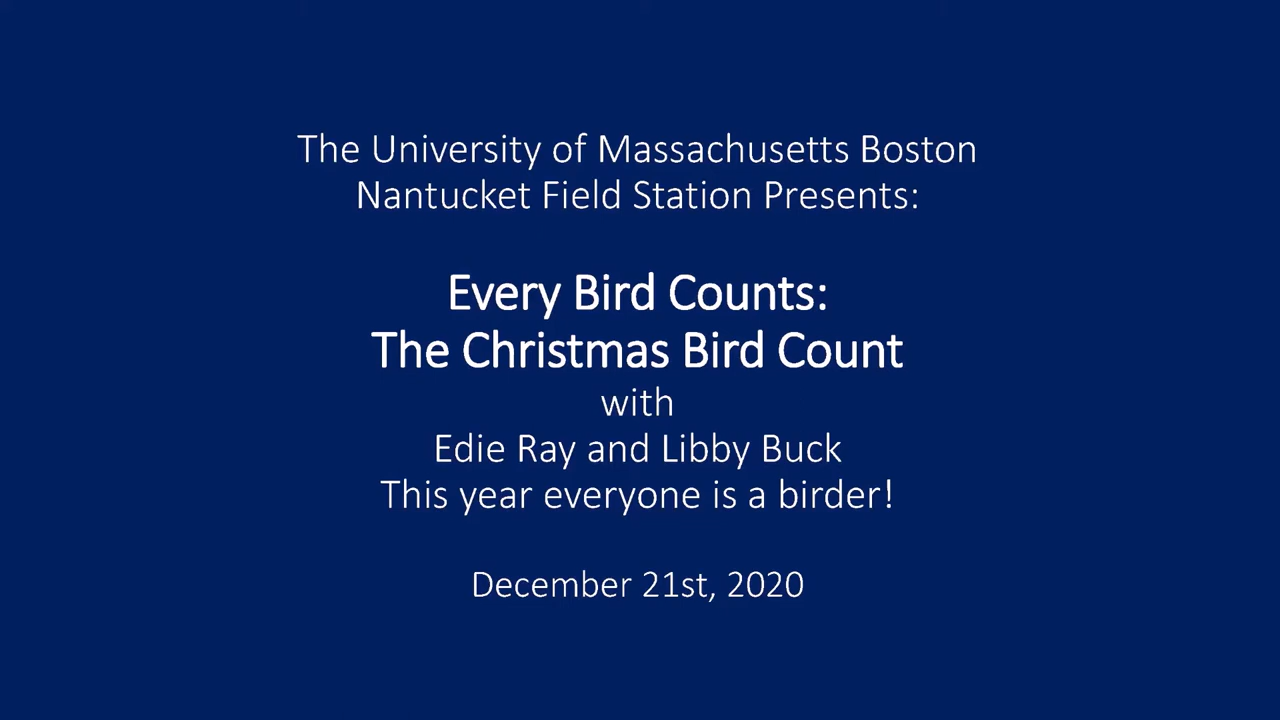 The University of Massachusetts Boston
Nantucket Field Station Presents:
Every Bird Counts:
The Christmas Bird Count
with
Edie Ray and Libby Buck
This year everyone is a birder!
December 21st, 2020